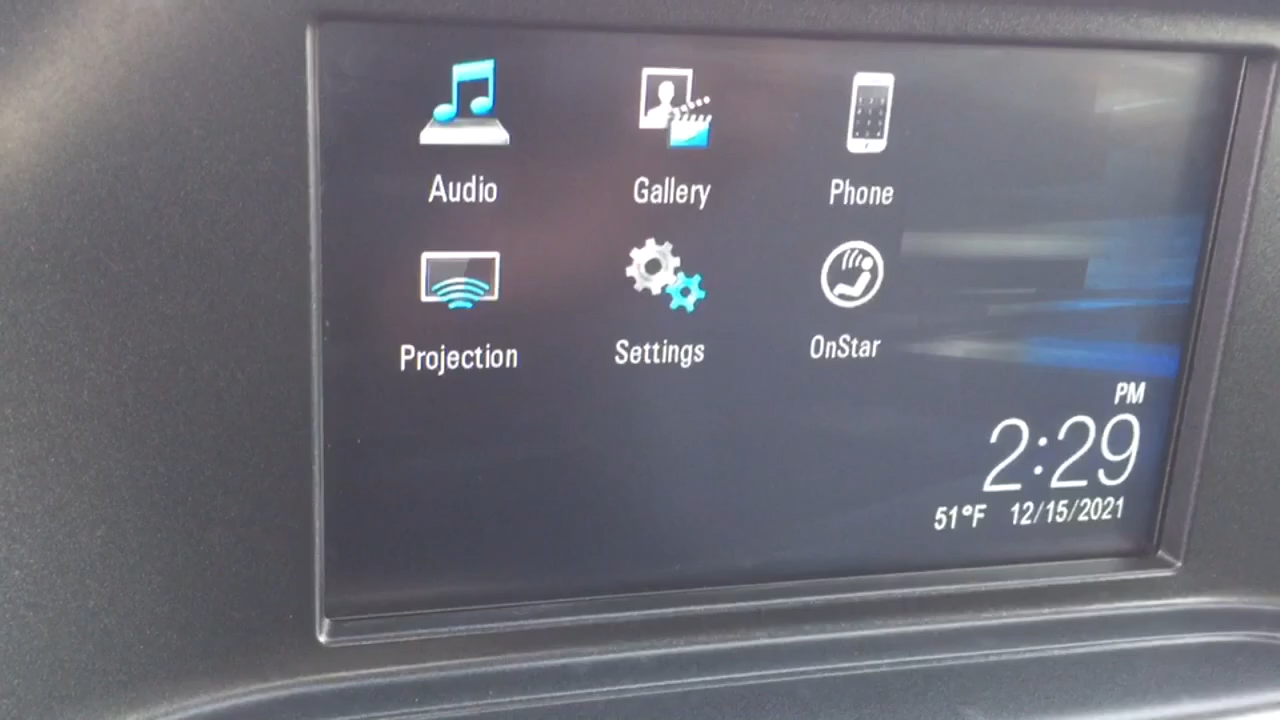 Audio Gallery Phone
Projection Settings OnStar
PM
2:29
51°F 12/15/2021